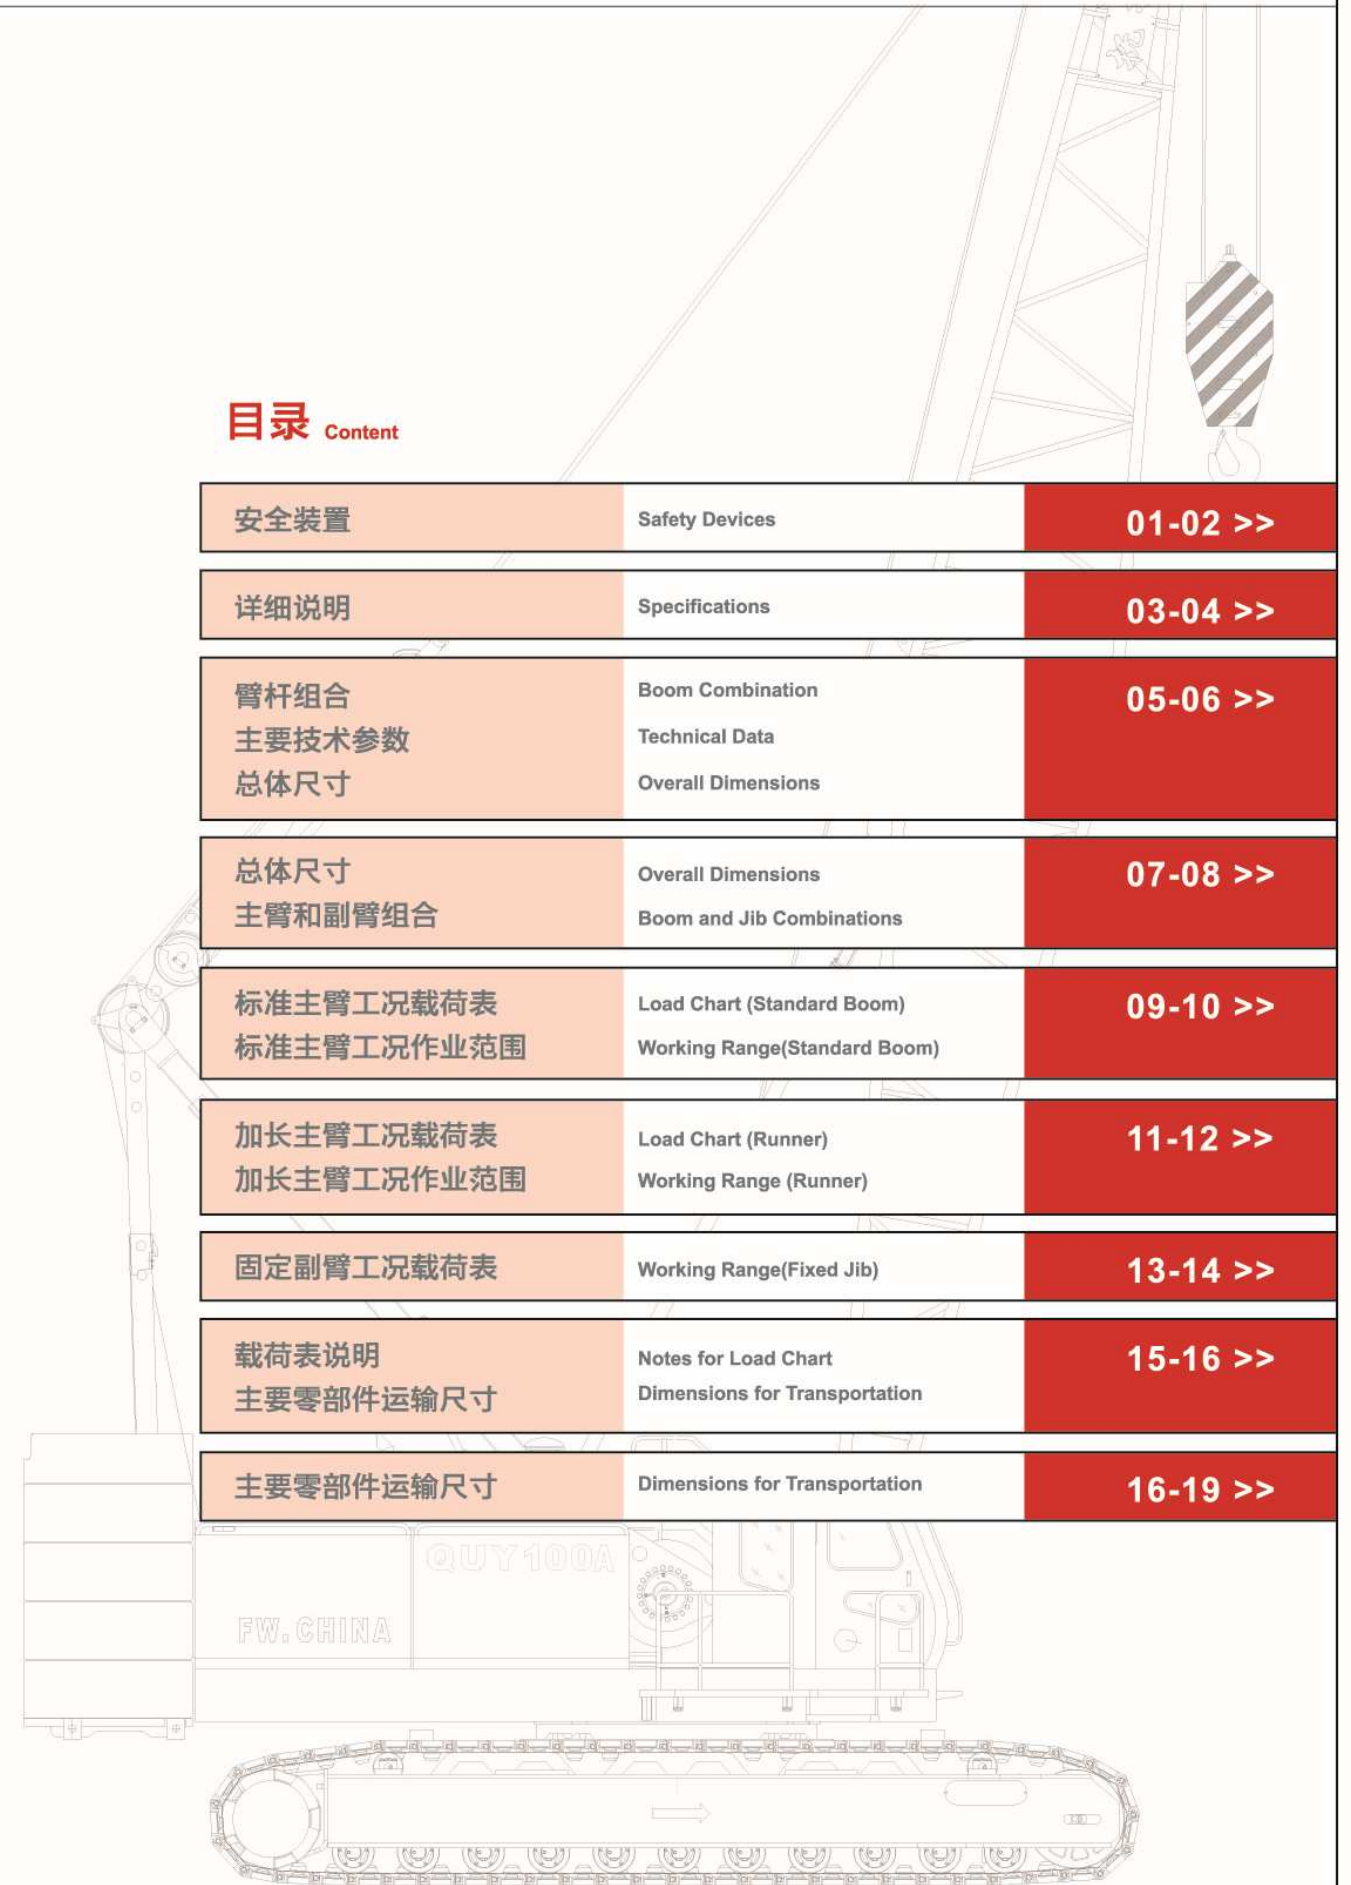 目录 Content
安全装置 Safety Devices 01-02 >>
详细说明 Specifications 03-04 >>
臂杆组合 Boom Combination 05-06 >>
主要技术参数 Technical Data
总体尺寸 Overall Dimensions
总体尺寸 Overall Dimensions 07-08 >>
主臂和副臂组合 Boom and Jib Combinations
标准主臂工况载荷表 Load Chart (Standard Boom) 09-10 >>
标准主臂工况作业范围 Working Range(Standard Boom)
加长主臂工况载荷表 Load Chart (Runner) 11-12 >>
加长主臂工况作业范围 Working Range (Runner)
固定副臂工况载荷表 Working Range(Fixed Jib) 13-14 >>
载荷表说明 Notes for Load Chart 15-16 >>
主要零部件运输尺寸 Dimensions for Transportation
主要零部件运输尺寸 Dimensions for Transportation 16-19 >>
QUY100A
FW.CHINA